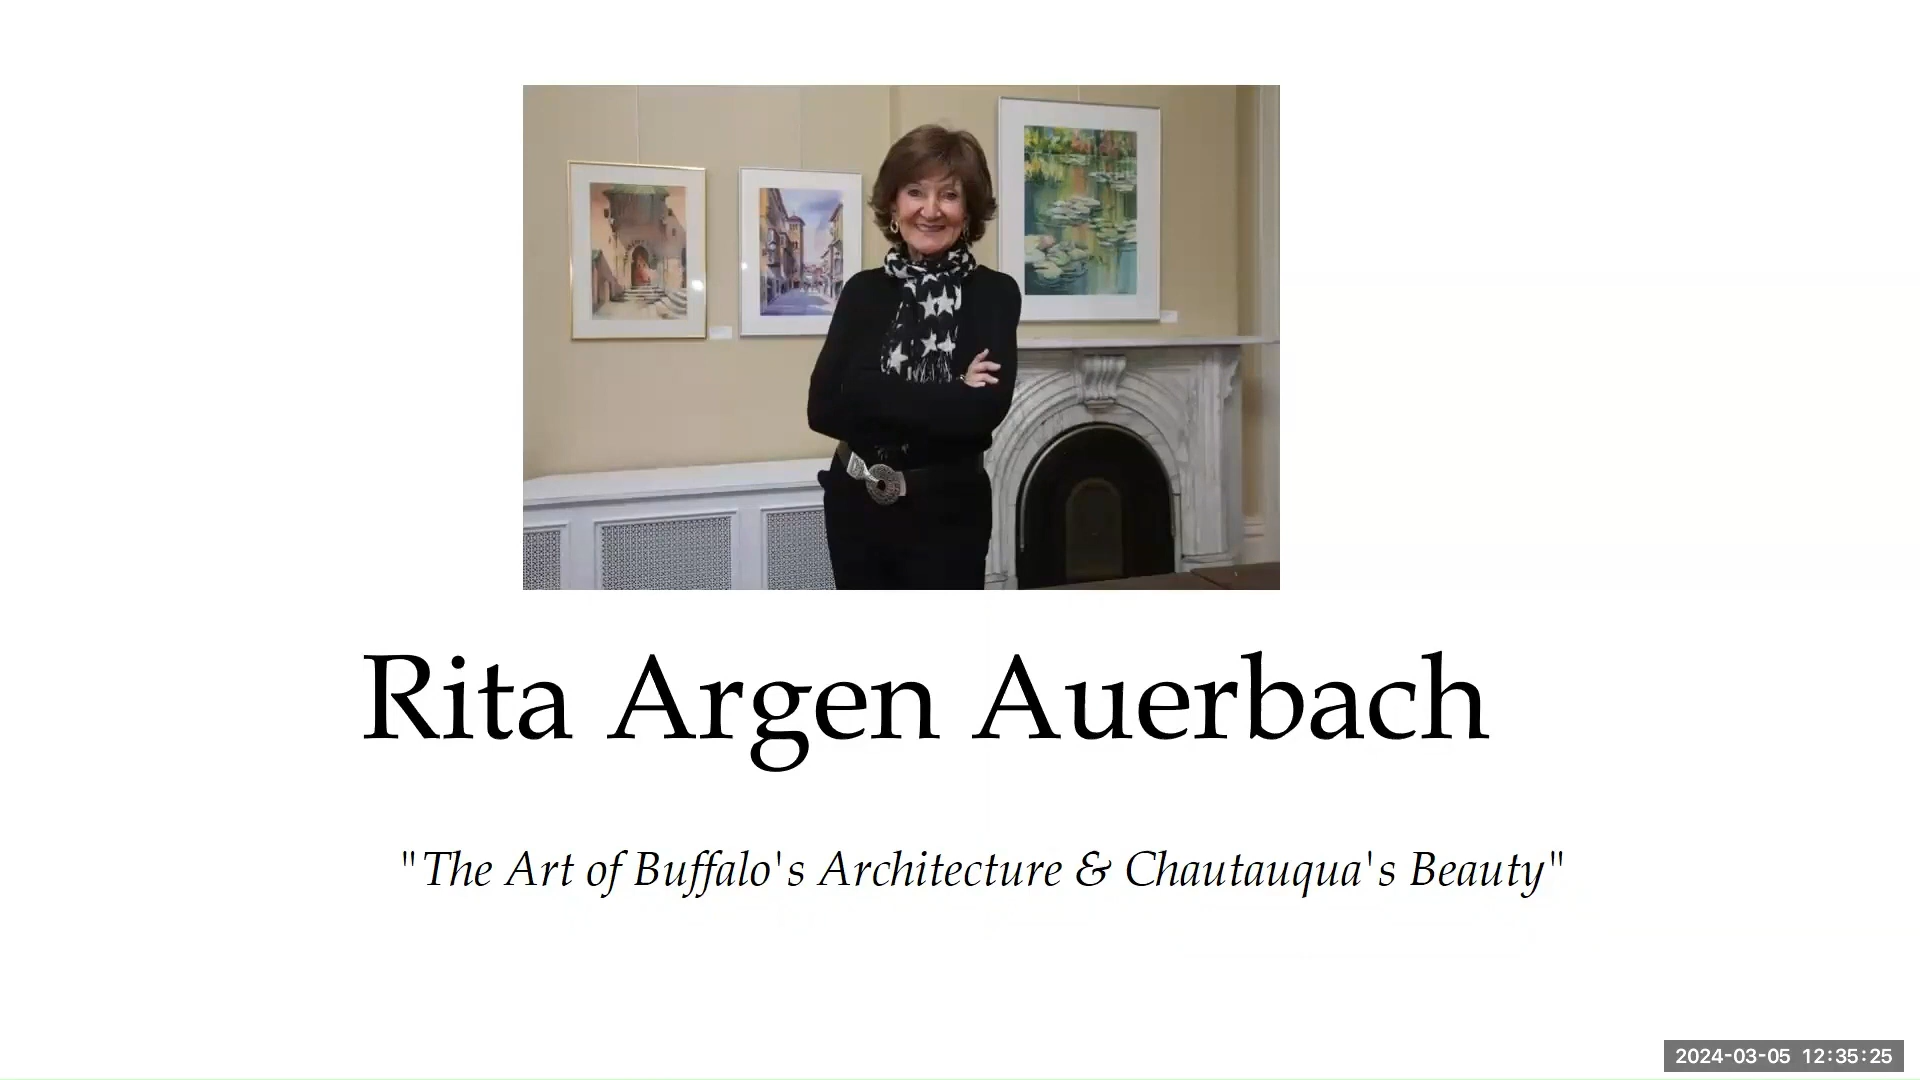 Rita Argen Auerbach
"The Art of Buffalo's Architecture & Chautauqua's Beauty"
2024-03-05 12:35:25